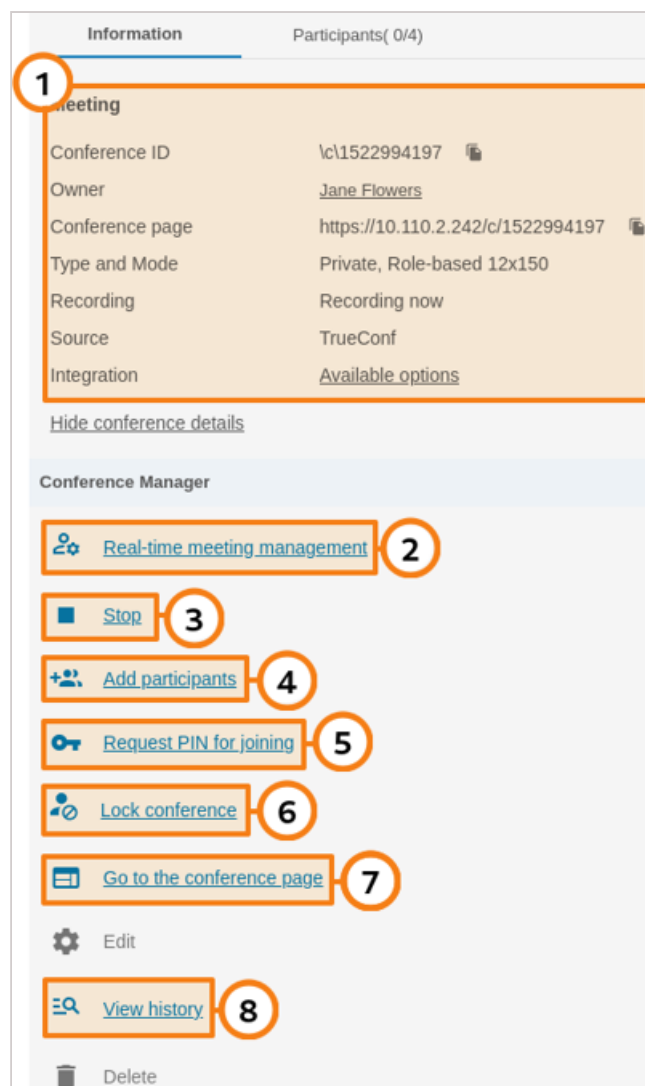 Information Participants( 0/4)
1
Meeting
Conference ID \c\1522994197
Owner Jane Flowers
Conference page https://10.110.2.242/c/1522994197
Type and Mode Private, Role-based 12x150
Recording Recording now
Source TrueConf
Integration Available options
Hide conference details
Conference Manager
Real-time meeting management 2
Stop 3
Add participants 4
Request PIN for joining 5
Lock conference 6
Go to the conference page 7
Edit
View history 8
Delete